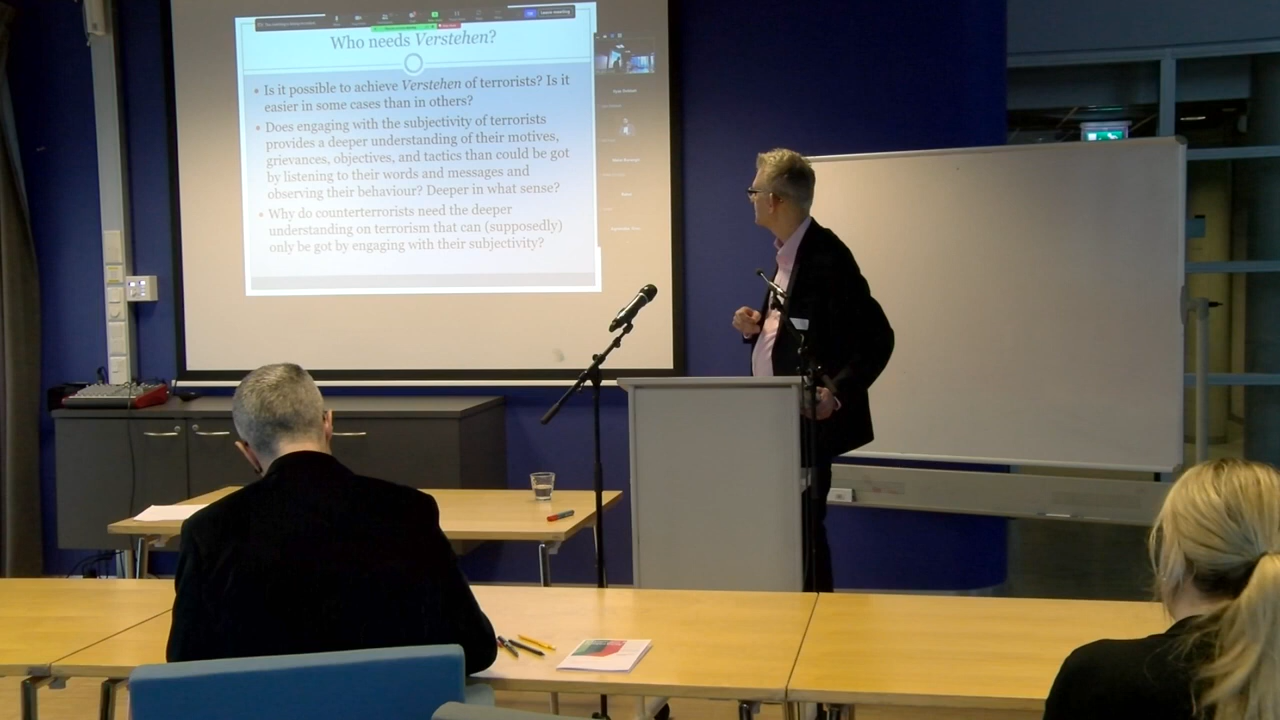 Who needs Verstehen?
• Is it possible to achieve Verstehen of terrorists? Is it
easier in some cases than in others?
• Does engaging with the subjectivity of terrorists
provides a deeper understanding of their motives,
grievances, objectives, and tactics than could be got
by listening to their words and messages and
observing their behaviour? Deeper in what sense?
• Why do counterterrorists need the deeper
understanding on terrorism that can (supposedly)
only be got by engaging with their subjectivity?